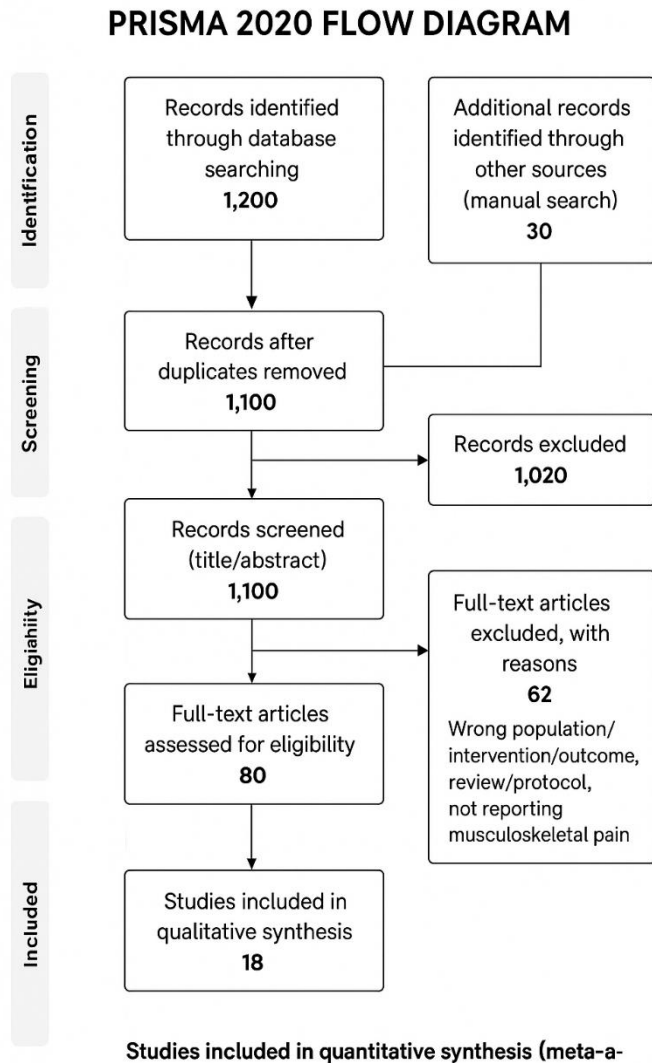 PRISMA 2020 FLOW DIAGRAM
Identification
Records identified
through database
searching
1,200
Additional records
identified through
other sources
(manual search)
30
Screening
Records after
duplicates removed
1,100
Records excluded
1,020
Eligiahiity
Records screened
(title/abstract)
1,100
Full-text articles
excluded, with
reasons
62
Wrong population/
intervention/outcome,
review/protocol,
not reporting
musculoskeletal pain
Full-text articles
assessed for eligibility
80
Included
Studies included in
qualitative synthesis
18
Studies included in quantitative synthesis (meta-a-